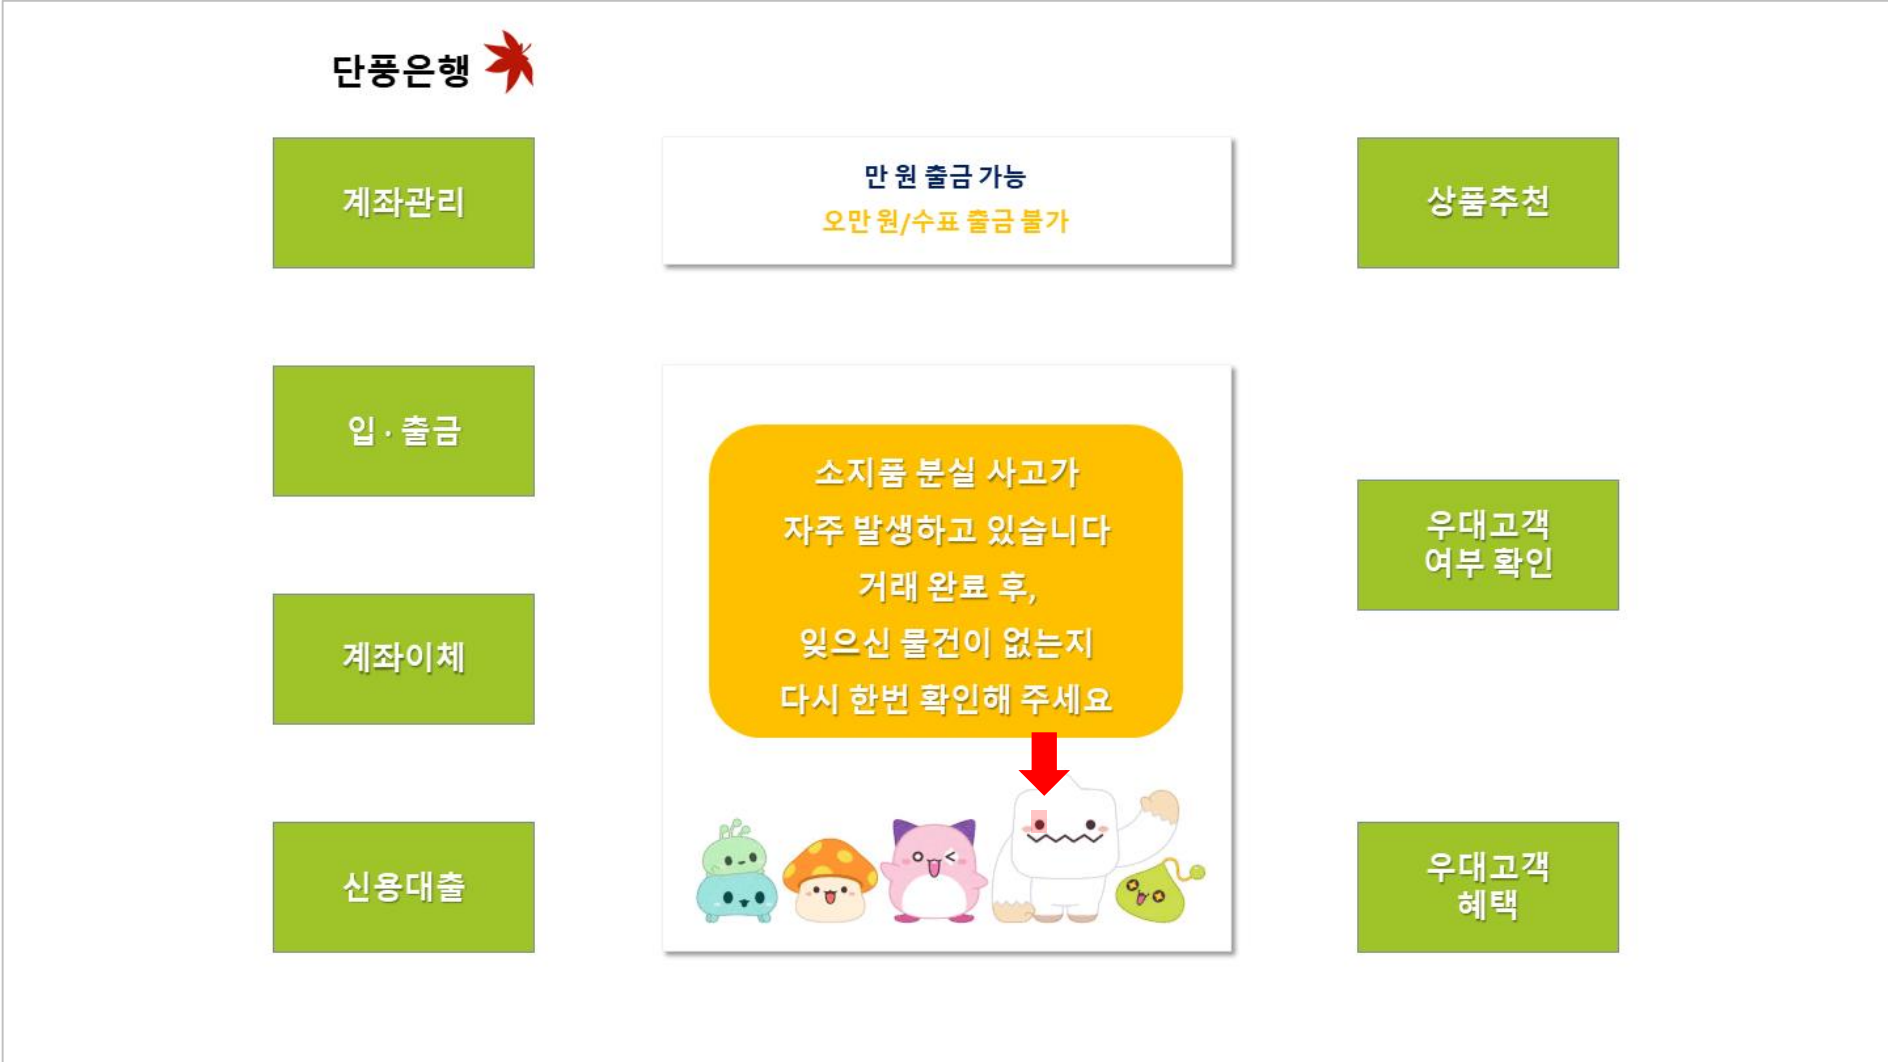 단풍은행
계좌관리
만 원 출금 가능
오만 원/수표 출금 불가
상품추천
입 · 출금
소지품 분실 사고가
자주 발생하고 있습니다
거래 완료 후,
잊으신 물건이 없는지
다시 한번 확인해 주세요
우대고객
여부 확인
계좌이체
신용대출
우대고객
혜택